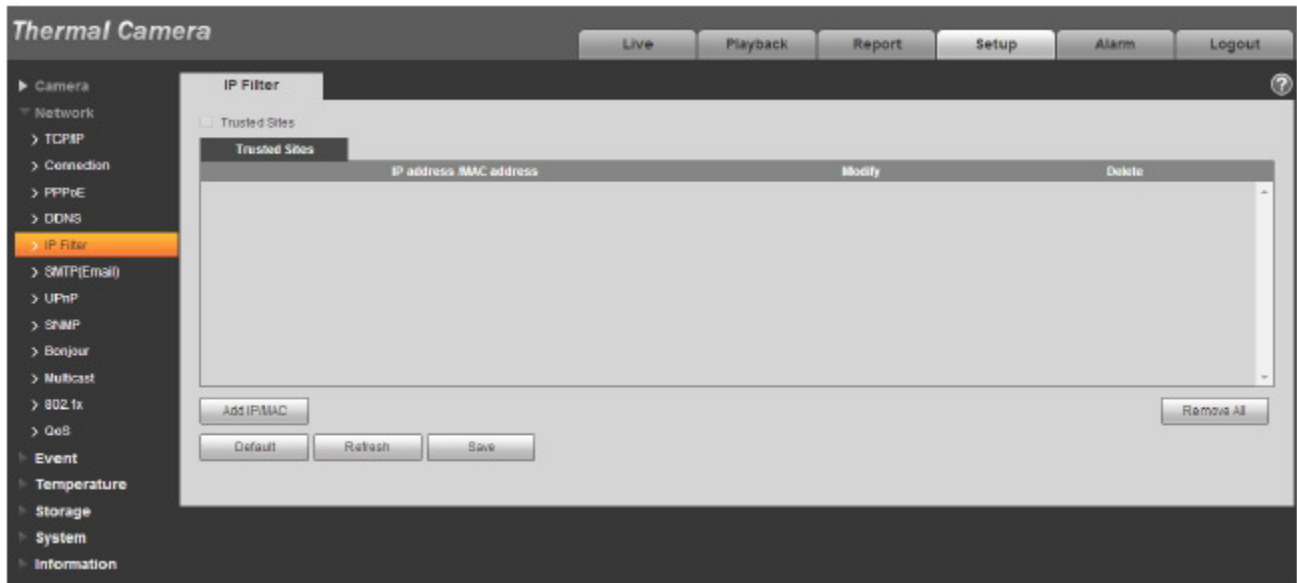 Thermal Camera
Live Playback Report Setup Alarm Logout
Camera
Network
TCP/IP
Connection
PPPoE
DDNS
IP Filter
SMTP(Email)
UPnP
SNMP
Bonjour
Multicast
802.1x
QoS
Event
Temperature
Storage
System
Information
IP Filter
?
Trusted Sites
Trusted Sites
IP address /MAC address Modify Delete
Add IP/MAC Remove All
Default Refresh Save